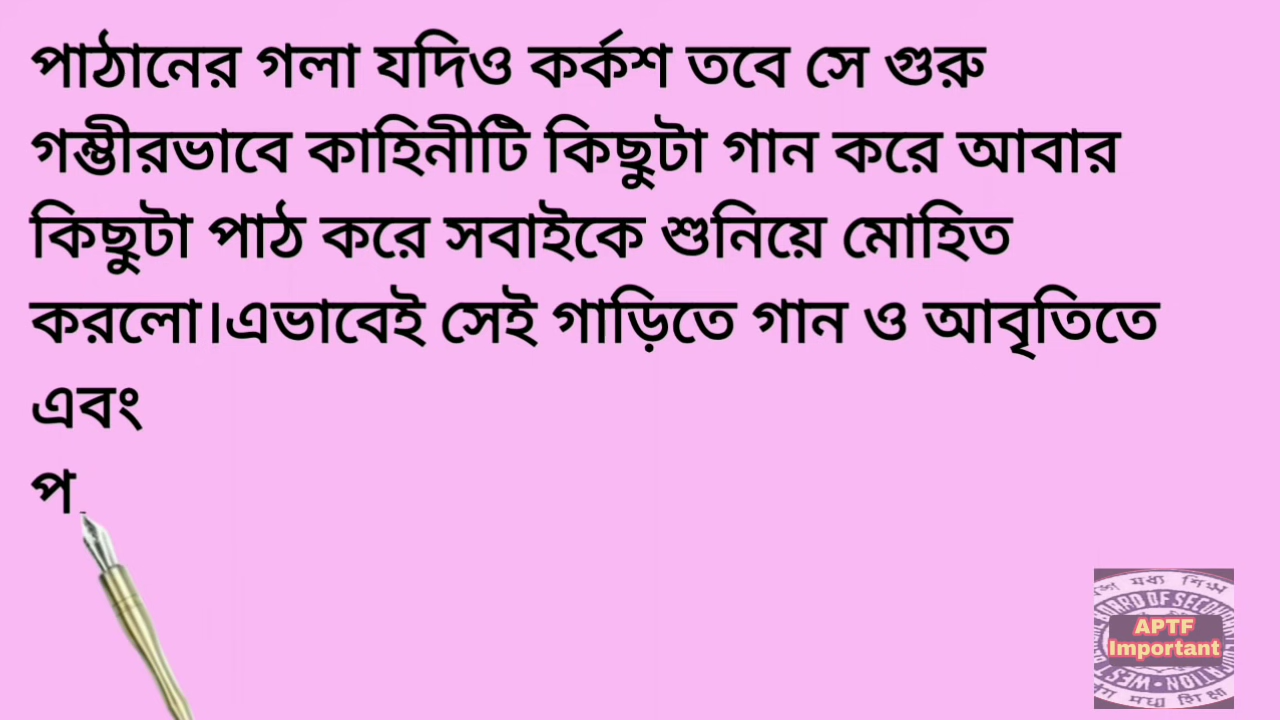 পাঠানের গলা যদিও কর্কশ তবে সে গুরু
গম্ভীরভাবে কাহিনীটি কিছুটা গান করে আবার
কিছুটা পাঠ করে সবাইকে শুনিয়ে মোহিত
করলো।এভাবেই সেই গাড়িতে গান ও আবৃতিতে
এবং
প
APTF
Important